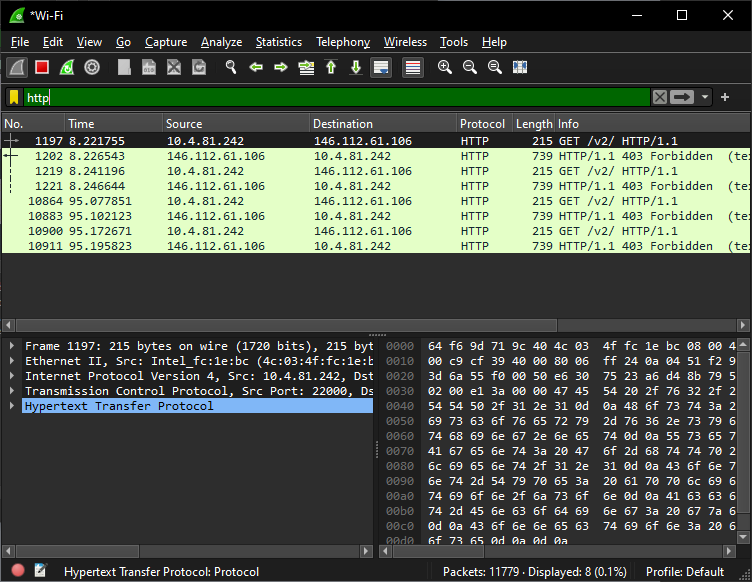 *Wi-Fi
File Edit View Go Capture Analyze Statistics Telephony Wireless Tools Help
http
No. Time Source Destination Protocol Length Info
1197 8.221755 10.4.81.242 146.112.61.106 HTTP 215 GET /v2/ HTTP/1.1
1202 8.226543 146.112.61.106 10.4.81.242 HTTP 739 HTTP/1.1 403 Forbidden (te
1219 8.241196 10.4.81.242 146.112.61.106 HTTP 215 GET /v2/ HTTP/1.1
1221 8.246644 146.112.61.106 10.4.81.242 HTTP 739 HTTP/1.1 403 Forbidden (te
10864 95.077851 10.4.81.242 146.112.61.106 HTTP 215 GET /v2/ HTTP/1.1
10883 95.102123 146.112.61.106 10.4.81.242 HTTP 739 HTTP/1.1 403 Forbidden (te
10900 95.172671 10.4.81.242 146.112.61.106 HTTP 215 GET /v2/ HTTP/1.1
10911 95.195823 146.112.61.106 10.4.81.242 HTTP 739 HTTP/1.1 403 Forbidden (te
Frame 1197: 215 bytes on wire (1720 bits), 215 byt
Ethernet II, Src: Intel_fc:1e:bc (4c:03:4f:fc:1e:b
Internet Protocol Version 4, Src: 10.4.81.242, Dst
Transmission Control Protocol, Src Port: 22000, Ds
Hypertext Transfer Protocol
0000 64 f6 9d 71 9c 40 4c 03 4f fc 1e bc 08 00 4
0010 00 c9 cf 39 40 00 80 06 ff 24 0a 04 51 f2 9
0020 3d 6a 55 f0 00 50 e6 30 75 23 a6 d4 8b 79 5
0030 02 00 e1 3a 00 00 47 45 54 20 2f 76 32 2f 2
0040 54 54 50 2f 31 2e 31 0d 0a 48 6f 73 74 3a 2
0050 69 73 63 6f 76 65 72 79 2d 76 36 2e 73 79 6
0060 74 68 69 6e 67 2e 6e 65 74 0d 0a 55 73 65 7
0070 41 67 65 6e 74 3a 20 47 6f 2d 68 74 74 70 2
0080 6c 69 65 6e 74 2f 31 2e 31 0d 0a 43 6f 6e 7
0090 6e 74 2d 54 79 70 65 3a 20 61 70 70 6c 69 6
00a0 74 69 6f 6e 2f 6a 73 6f 6e 0d 0a 41 63 63 6
00b0 74 2d 45 6e 63 6f 64 69 6e 67 3a 20 67 7a 6
00c0 0d 0a 43 6f 6e 6e 65 63 74 69 6f 6e 3a 20 6
00d0 6f 73 65 0d 0a 0d 0a
Hypertext Transfer Protocol: Protocol Packets: 11779 · Displayed: 8 (0.1%) Profile: Default